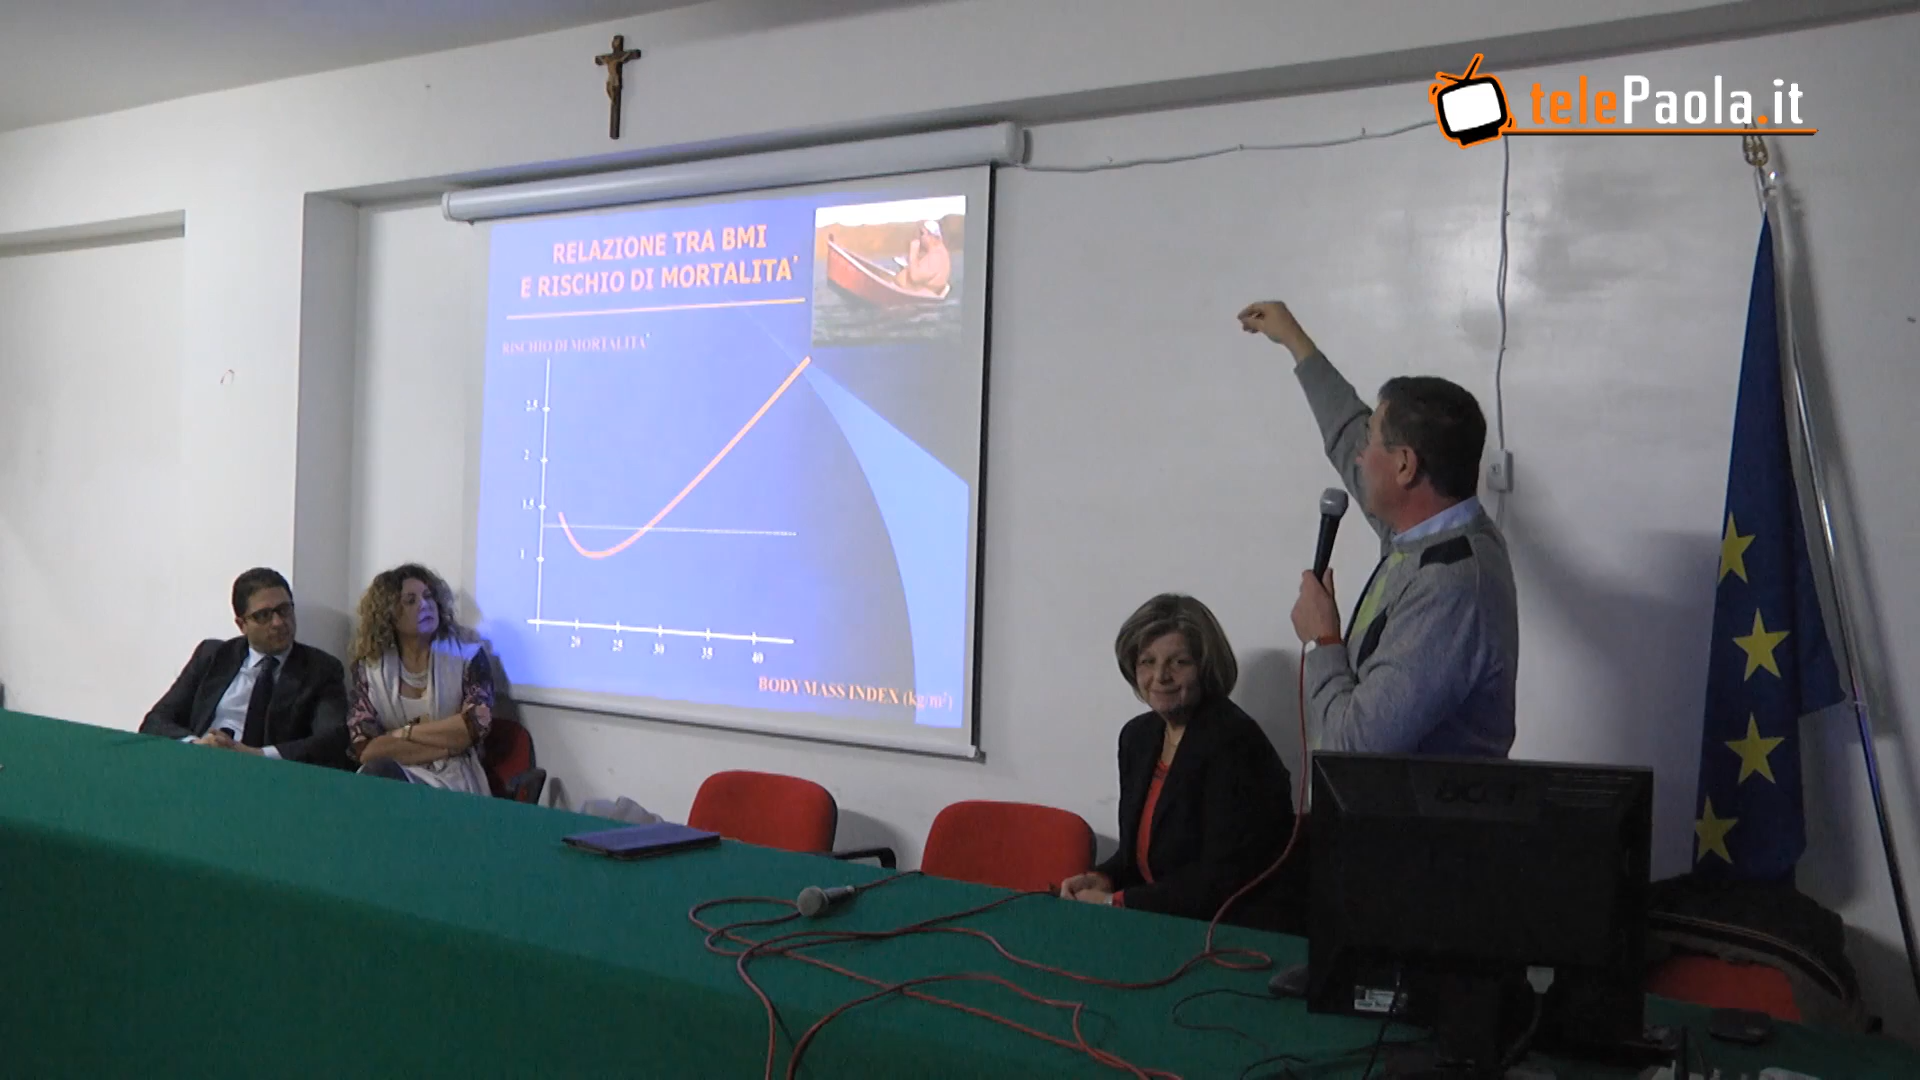 telePaola.it
RELAZIONE TRA BMI
E RISCHIO DI MORTALITA'
RISCHIO DI MORTALITA'
2.5
2
1.5
1
20 25 30 35 40
BODY MASS INDEX (kg/m²)